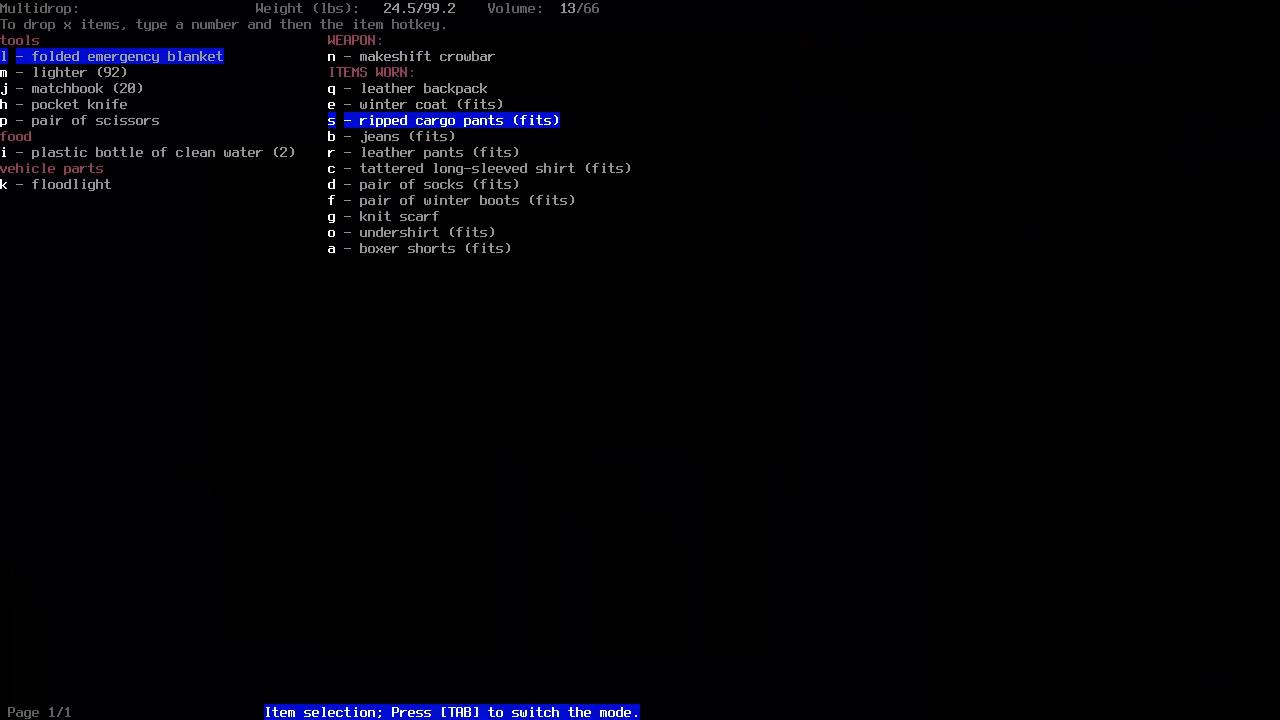 Multidrop: Weight (lbs): 24.5/99.2 Volume: 13/66
To drop x items, type a number and then the item hotkey.
tools
l - folded emergency blanket
m - lighter (92)
j - matchbook (20)
h - pocket knife
p - pair of scissors
food
i - plastic bottle of clean water (2)
vehicle parts
k - floodlight
WEAPON:
n - makeshift crowbar
ITEMS WORN:
q - leather backpack
e - winter coat (fits)
s - ripped cargo pants (fits)
b - jeans (fits)
r - leather pants (fits)
c - tattered long-sleeved shirt (fits)
d - pair of socks (fits)
f - pair of winter boots (fits)
g - knit scarf
o - undershirt (fits)
a - boxer shorts (fits)
Page 1/1 Item selection; Press [TAB] to switch the mode.